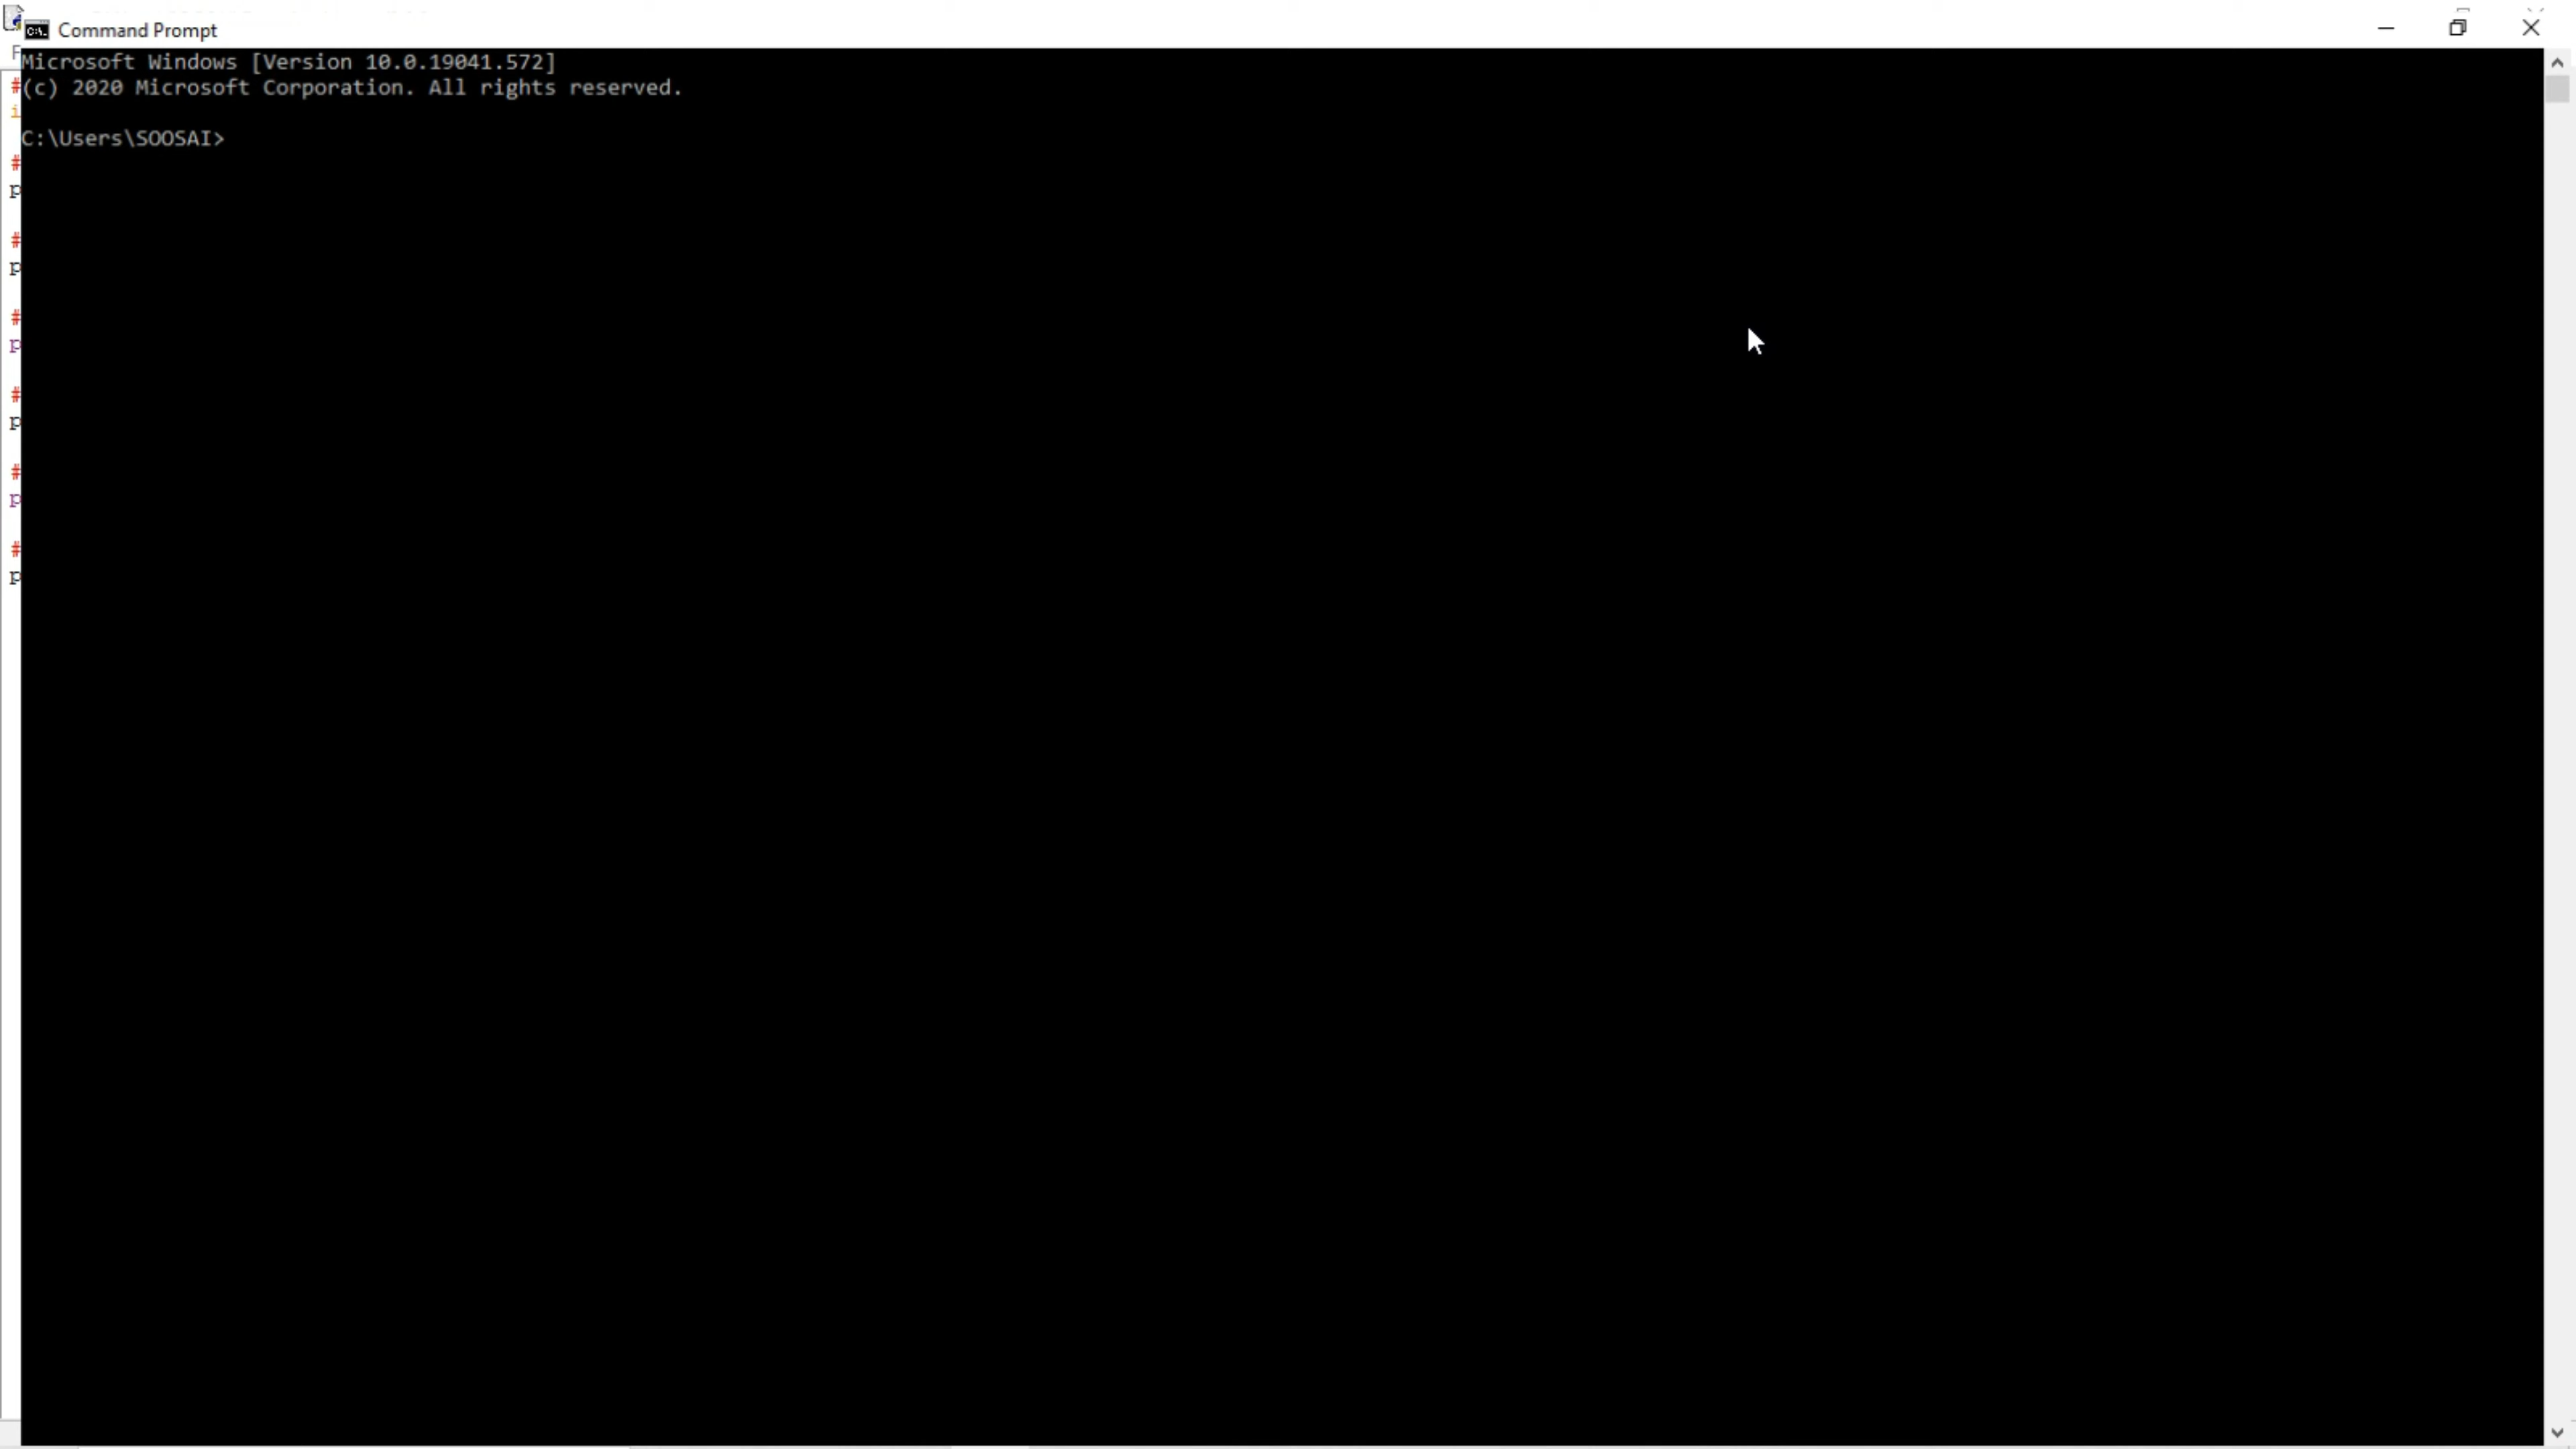 Command Prompt
Microsoft Windows [Version 10.0.19041.572]
(c) 2020 Microsoft Corporation. All rights reserved.
C:\Users\SOOSAI>
F
#
i
#
p
#
p
#
p
#
p
#
p
#
p